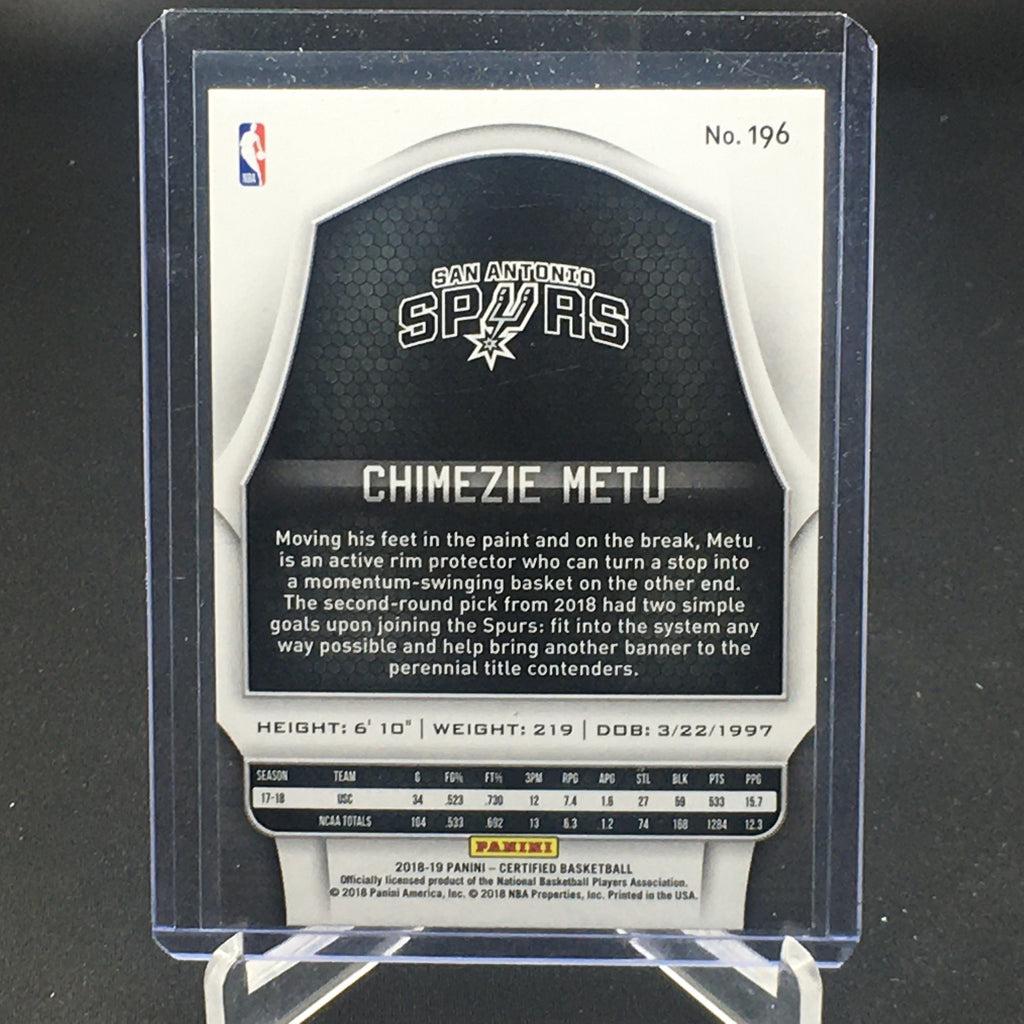 NBA
No. 196
SAN ANTONIO
SPURS
CHIMEZIE METU
Moving his feet in the paint and on the break, Metu
is an active rim protector who can turn a stop into
a momentum-swinging basket on the other end.
The second-round pick from 2018 had two simple
goals upon joining the Spurs: fit into the system any
way possible and help bring another banner to the
perennial title contenders.
HEIGHT: 6' 10" | WEIGHT: 219 | DOB: 3/22/1997
SEASON TEAM G FG% FT% 3PM RPG APG STL BLK PTS PPG
17-18 USC 34 .523 .730 12 7.4 1.6 27 59 533 15.7
NCAA TOTALS 104 .533 .692 13 6.3 1.2 74 168 1284 12.3
PANINI
2018-19 PANINI – CERTIFIED BASKETBALL
Officially licensed product of the National Basketball Players Association.
© 2018 Panini America, Inc. © 2018 NBA Properties, Inc. Printed in the USA.